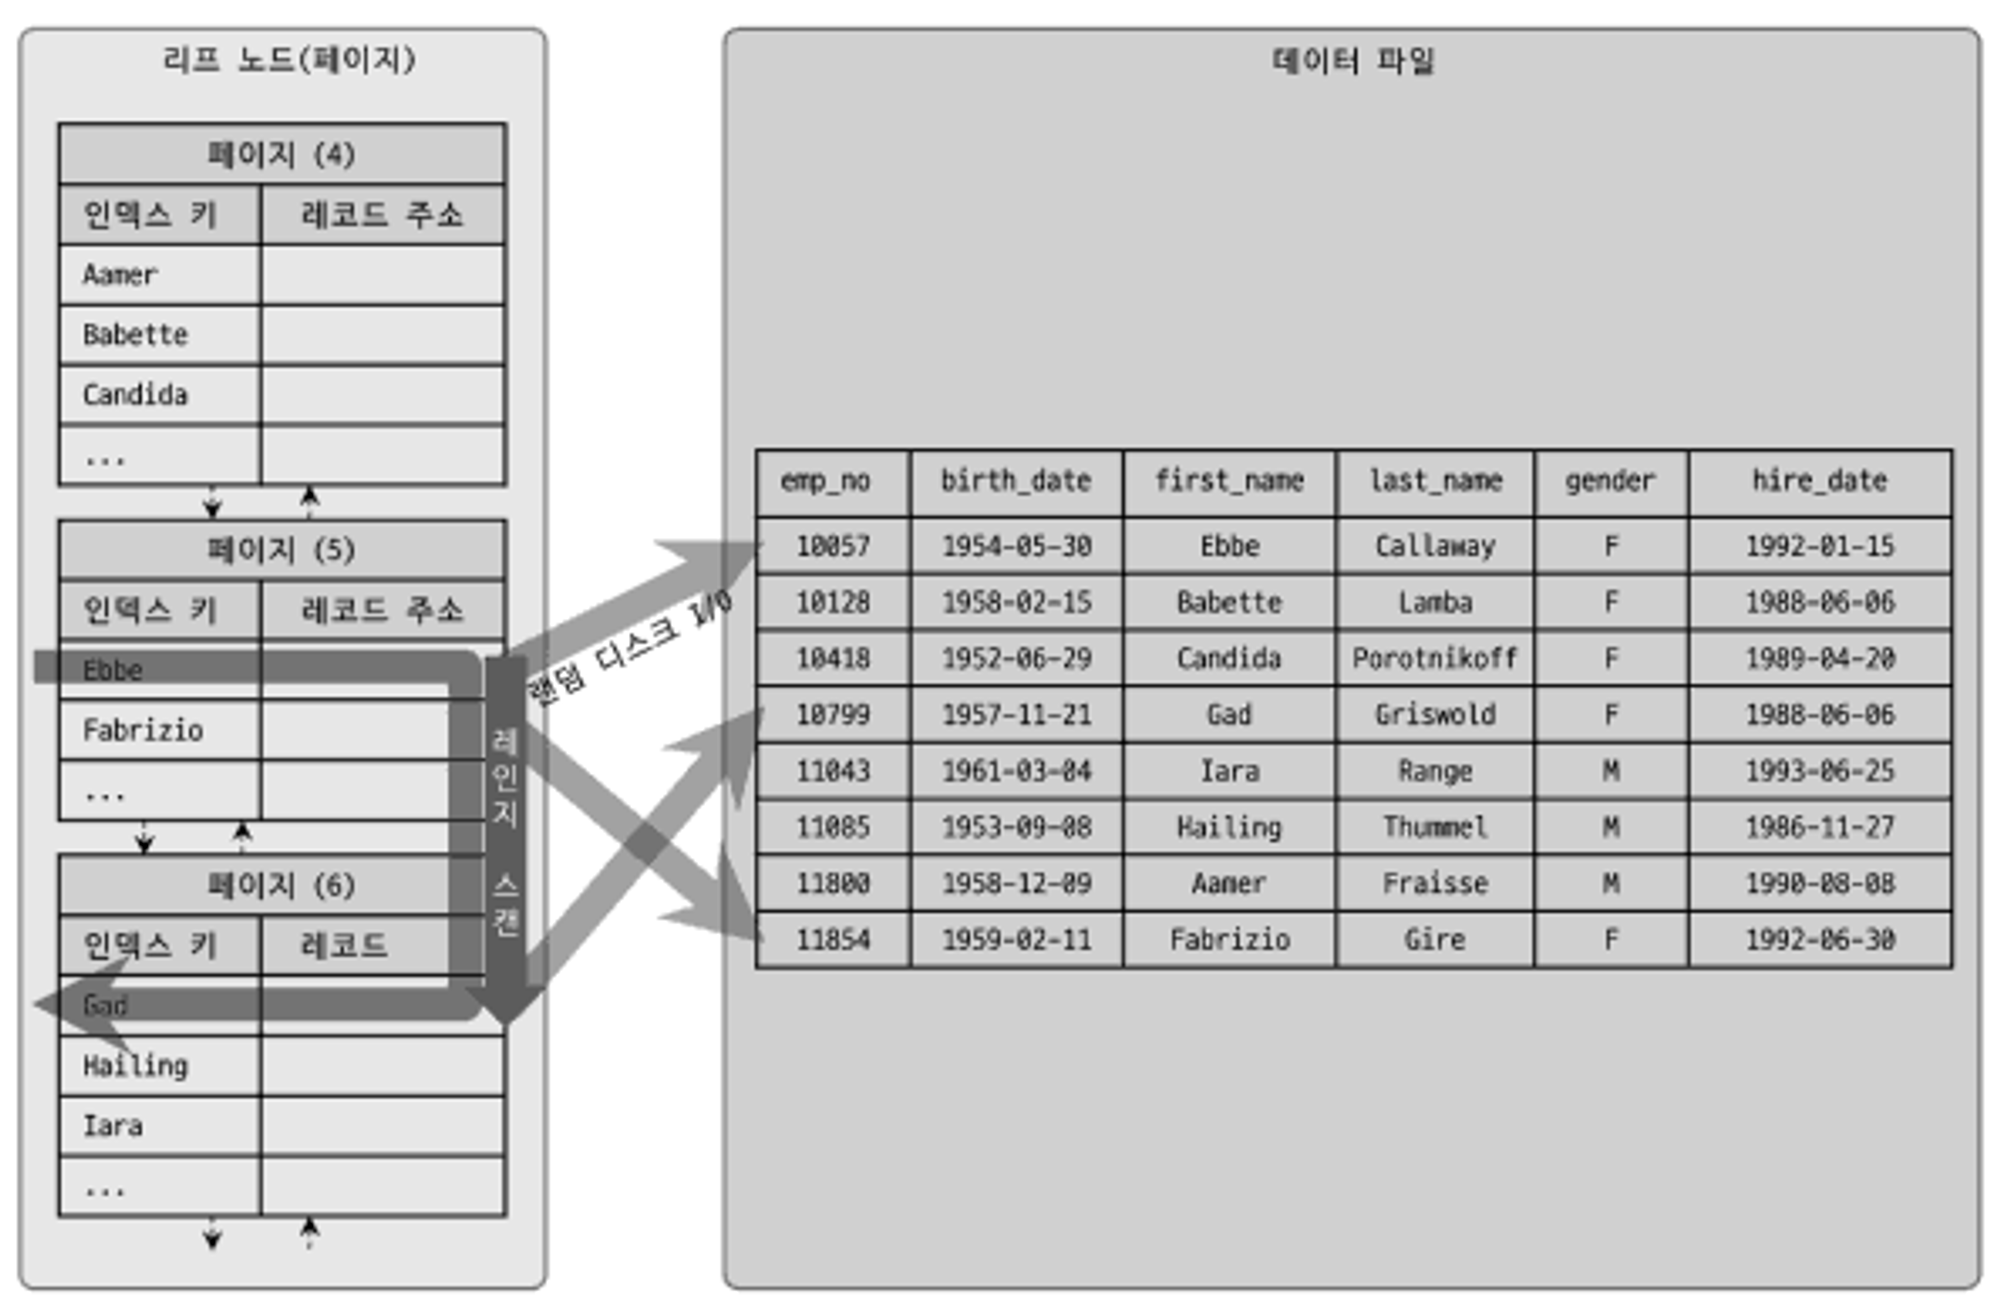 리프 노드(페이지)
페이지 (4)
인덱스 키 레코드 주소
Aamer
Babette
Candida
...
페이지 (5)
인덱스 키 레코드 주소
Ebbe
Fabrizio
...
페이지 (6)
인덱스 키 레코드
Gad
Hailing
Iara
...
레인지 스캔
랜덤 디스크 I/O
데이터 파일
emp_no birth_date first_name last_name gender hire_date
10057 1954-05-30 Ebbe Callaway F 1992-01-15
10128 1958-02-15 Babette Lamba F 1988-06-06
10418 1952-06-29 Candida Porotnikoff F 1989-04-20
10799 1957-11-21 Gad Griswold F 1988-06-06
11043 1961-03-04 Iara Range M 1993-06-25
11085 1953-09-08 Hailing Thummel M 1986-11-27
11800 1958-12-09 Aamer Fraisse M 1990-08-08
11854 1959-02-11 Fabrizio Gire F 1992-06-30